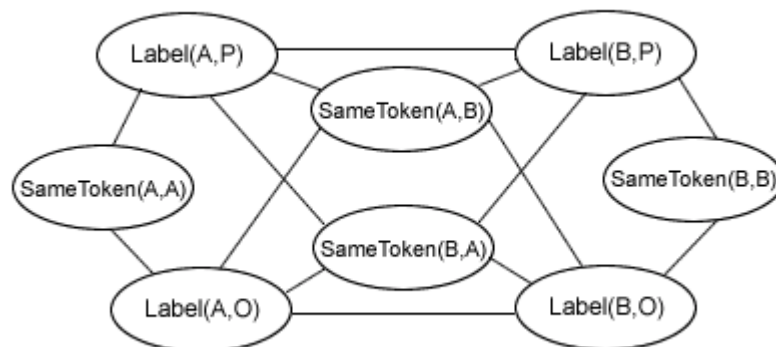 Label(A,P)
Label(B,P)
SameToken(A,B)
SameToken(A,A)
SameToken(B,B)
SameToken(B,A)
Label(A,O)
Label(B,O)